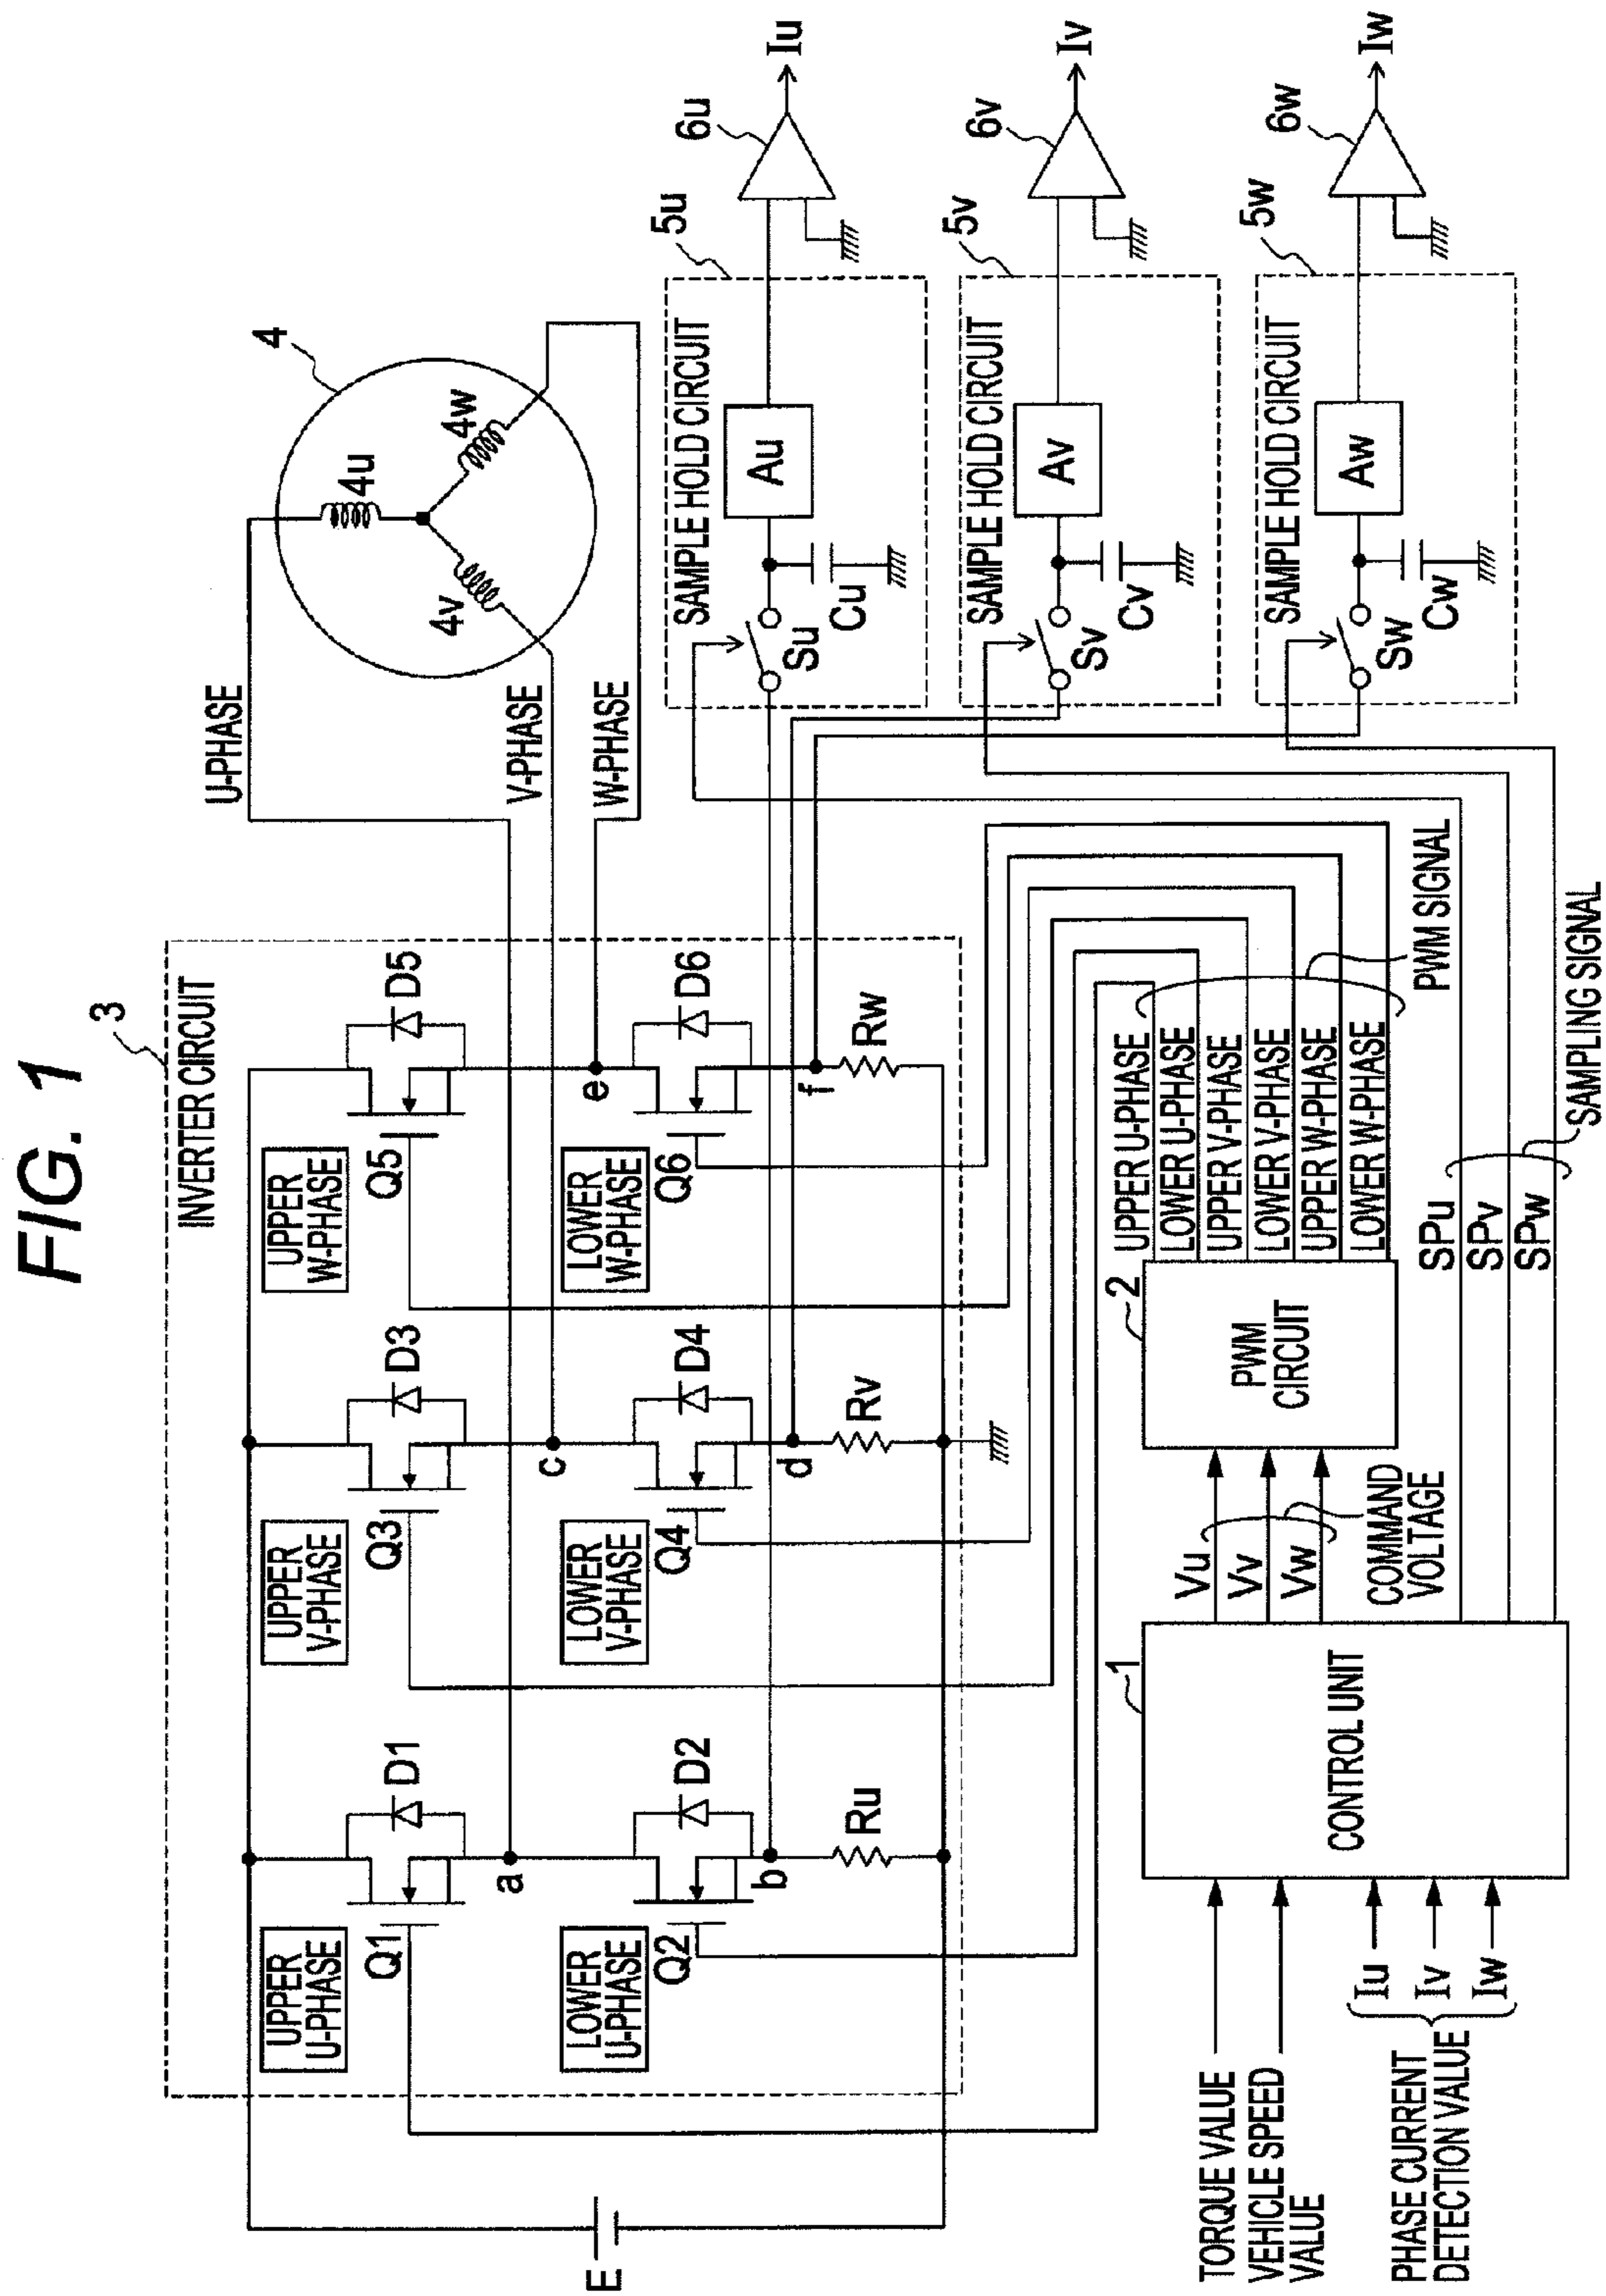 FIG. 1
3
INVERTER CIRCUIT
UPPER
U-PHASE
Q1
D1
UPPER
V-PHASE
Q3
D3
UPPER
W-PHASE
Q5
D5
a
c
e
LOWER
U-PHASE
Q2
D2
LOWER
V-PHASE
Q4
D4
LOWER
W-PHASE
Q6
D6
b
d
f
Ru
Rv
Rw
E
U-PHASE
V-PHASE
W-PHASE
4
4u
4v
4w
5u
SAMPLE HOLD CIRCUIT
Su
Cu
Au
6u
Iu
5v
SAMPLE HOLD CIRCUIT
Sv
Cv
Av
6v
Iv
5w
SAMPLE HOLD CIRCUIT
Sw
Cw
Aw
6w
Iw
TORQUE VALUE
VEHICLE SPEED
VALUE
PHASE CURRENT
DETECTION VALUE
Iu
Iv
Iw
1
CONTROL UNIT
Vu
Vv
Vw
COMMAND
VOLTAGE
2
PWM
CIRCUIT
UPPER U-PHASE
LOWER U-PHASE
UPPER V-PHASE
LOWER V-PHASE
UPPER W-PHASE
LOWER W-PHASE
PWM SIGNAL
SPu
SPv
SPw
SAMPLING SIGNAL